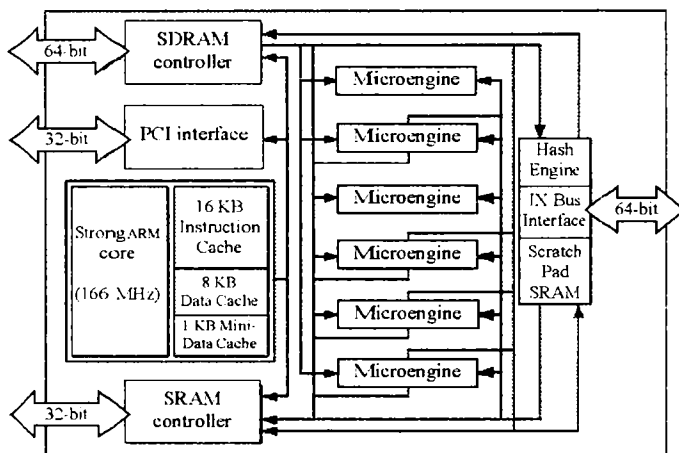 64-bit
SDRAM
controller
32-bit
PCI interface
StrongARM
core
(166 MHz)
16 KB
Instruction
Cache
8 KB
Data Cache
1 KB Mini-
Data Cache
32-bit
SRAM
controller
Microengine
Microengine
Microengine
Microengine
Microengine
Microengine
Hash
Engine
IX Bus
Interface
Scratch
Pad
SRAM
64-bit